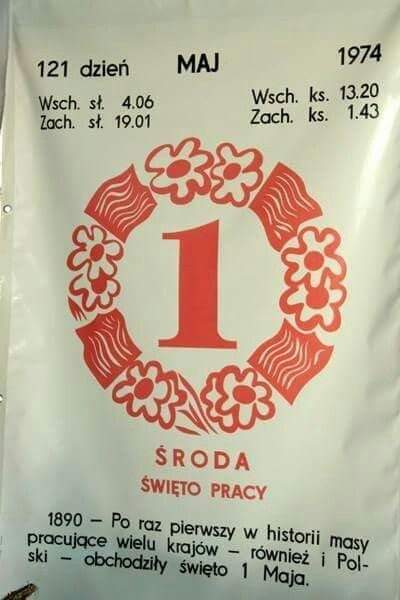 121 dzień MAJ 1974
Wsch. sł. 4.06 Wsch. ks. 13.20
Zach. sł. 19.01 Zach. ks. 1.43
1
ŚRODA
ŚWIĘTO PRACY
1890 – Po raz pierwszy w historii masy
pracujące wielu krajów – również i Pol-
ski – obchodziły święto 1 Maja.